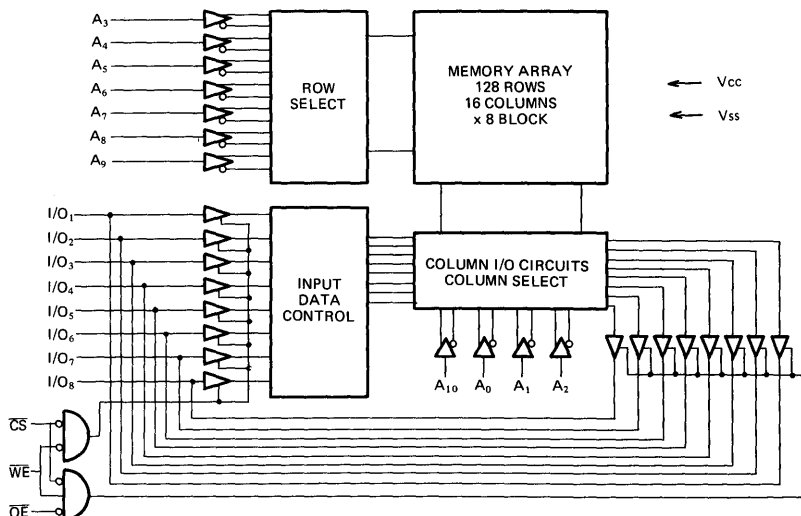 A3
A4
A5
A6
A7
A8
A9
ROW
SELECT
MEMORY ARRAY
128 ROWS
16 COLUMNS
x 8 BLOCK
Vcc
Vss
I/O1
I/O2
I/O3
I/O4
I/O5
I/O6
I/O7
I/O8
INPUT
DATA
CONTROL
COLUMN I/O CIRCUITS
COLUMN SELECT
A10 A0 A1 A2
CS
WE
OE